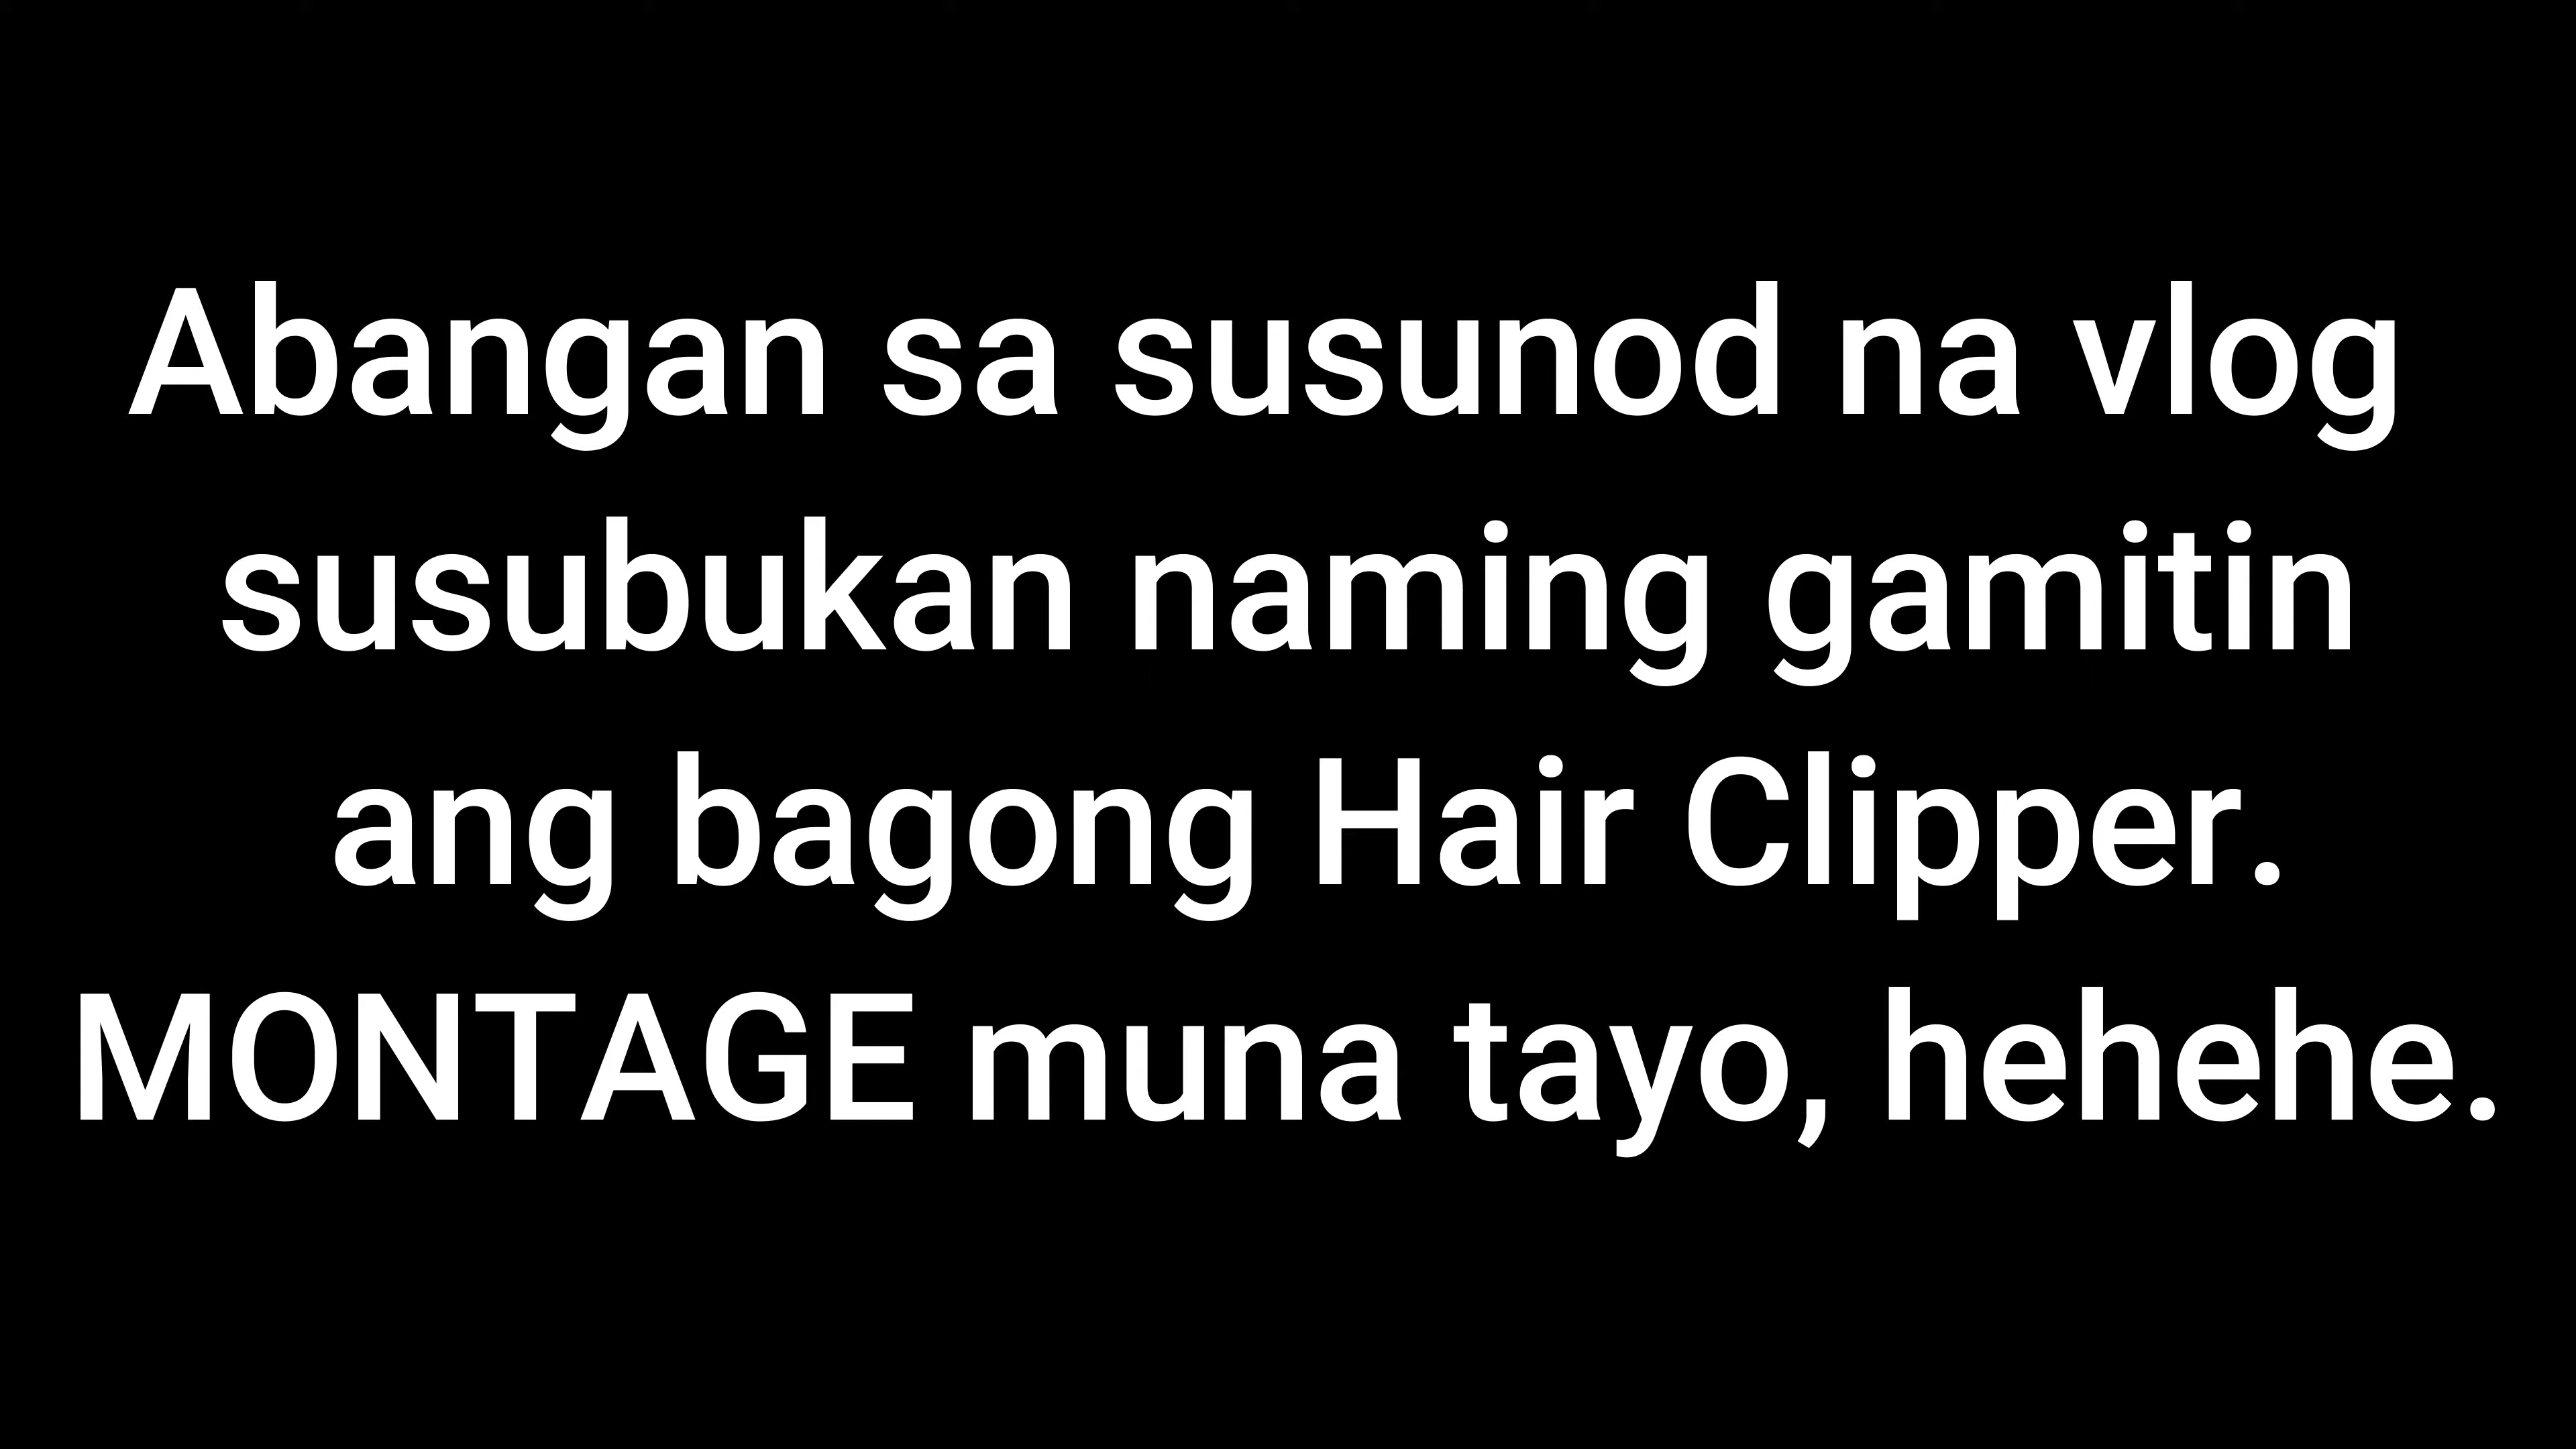 Abangan sa susunod na vlog
susubukan naming gamitin
ang bagong Hair Clipper.
MONTAGE muna tayo, hehehe.